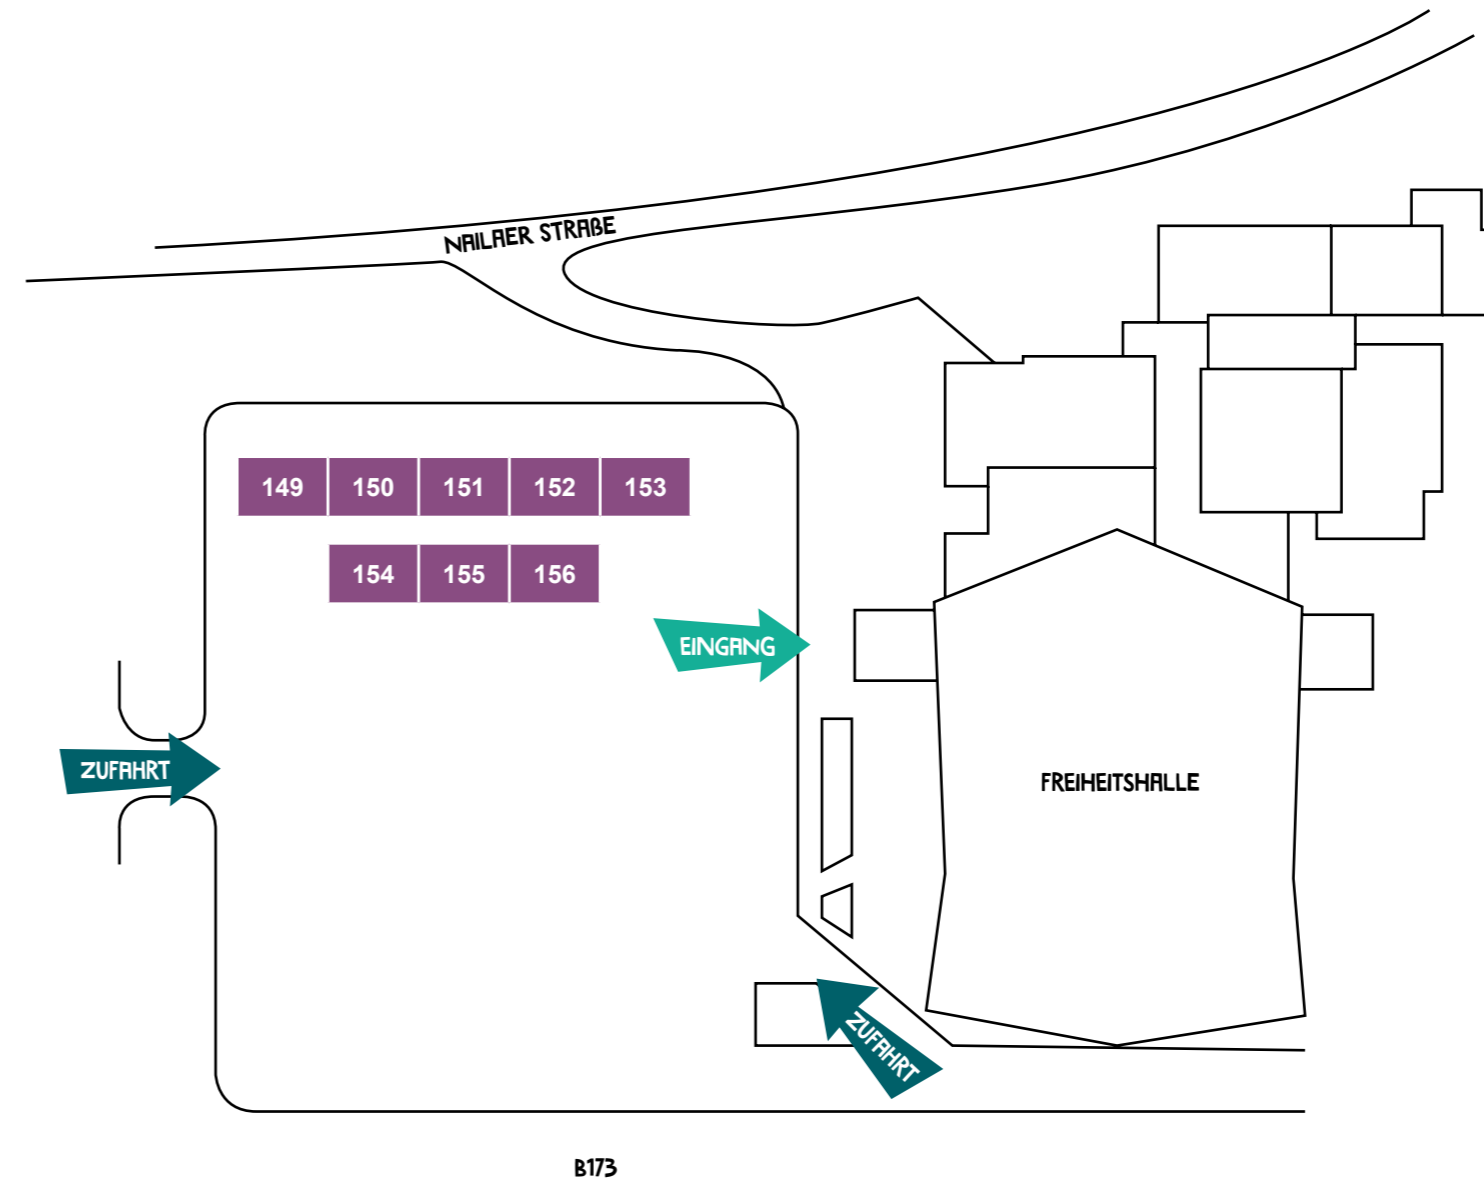 NAILAER STRAßE
149 150 151 152 153
154 155 156
EINGANG
ZUFAHRT
FREIHEITSHALLE
ZUFAHRT
B173